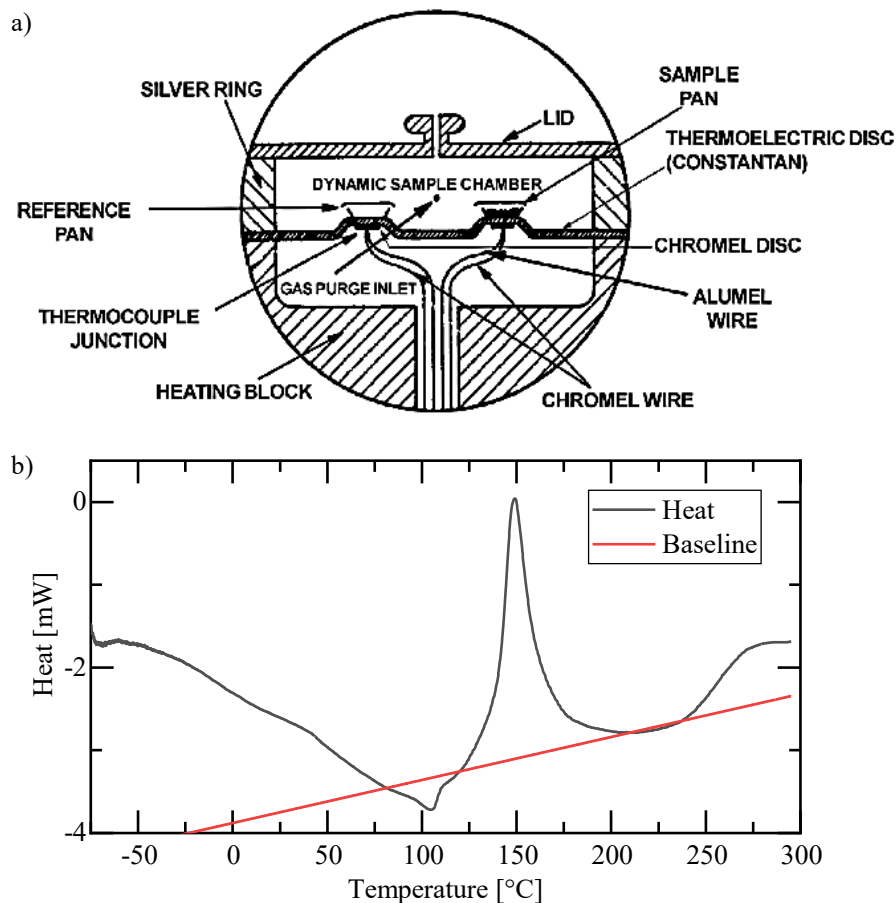 a)
SILVER RING
SAMPLE
PAN
LID
THERMOELECTRIC DISC
(CONSTANTAN)
DYNAMIC SAMPLE CHAMBER
REFERENCE
PAN
CHROMEL DISC
GAS PURGE INLET
ALUMEL
WIRE
THERMOCOUPLE
JUNCTION
HEATING BLOCK
CHROMEL WIRE
b)
Heat
Baseline
Heat [mW]
0
-2
-4
-50 0 50 100 150 200 250 300
Temperature [°C]